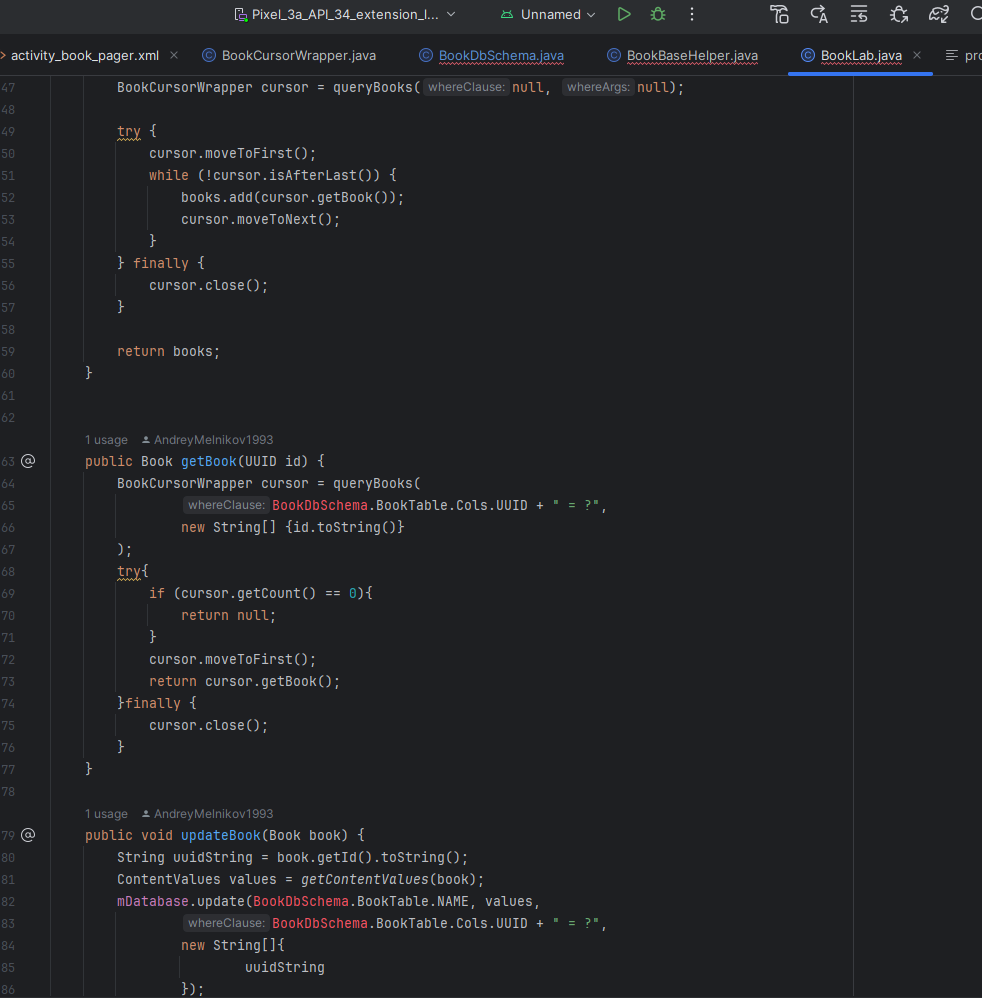 Pixel_3a_API_34_extension_l... Unnamed
activity_book_pager.xml BookCursorWrapper.java BookDbSchema.java BookBaseHelper.java BookLab.java
47 BookCursorWrapper cursor = queryBooks( whereClause: null, whereArgs: null);
48
49 try {
50 cursor.moveToFirst();
51 while (!cursor.isAfterLast()) {
52 books.add(cursor.getBook());
53 cursor.moveToNext();
54 }
55 } finally {
56 cursor.close();
57 }
58
59 return books;
60 }
61
62
1 usage AndreyMelnikov1993
63 @ public Book getBook(UUID id) {
64 BookCursorWrapper cursor = queryBooks(
65 whereClause: BookDbSchema.BookTable.Cols.UUID + " = ?",
66 new String[] {id.toString()}
67 );
68 try{
69 if (cursor.getCount() == 0){
70 return null;
71 }
72 cursor.moveToFirst();
73 return cursor.getBook();
74 }finally {
75 cursor.close();
76 }
77 }
78
1 usage AndreyMelnikov1993
79 @ public void updateBook(Book book) {
80 String uuidString = book.getId().toString();
81 ContentValues values = getContentValues(book);
82 mDatabase.update(BookDbSchema.BookTable.NAME, values,
83 whereClause: BookDbSchema.BookTable.Cols.UUID + " = ?",
84 new String[]{
85 uuidString
86 });